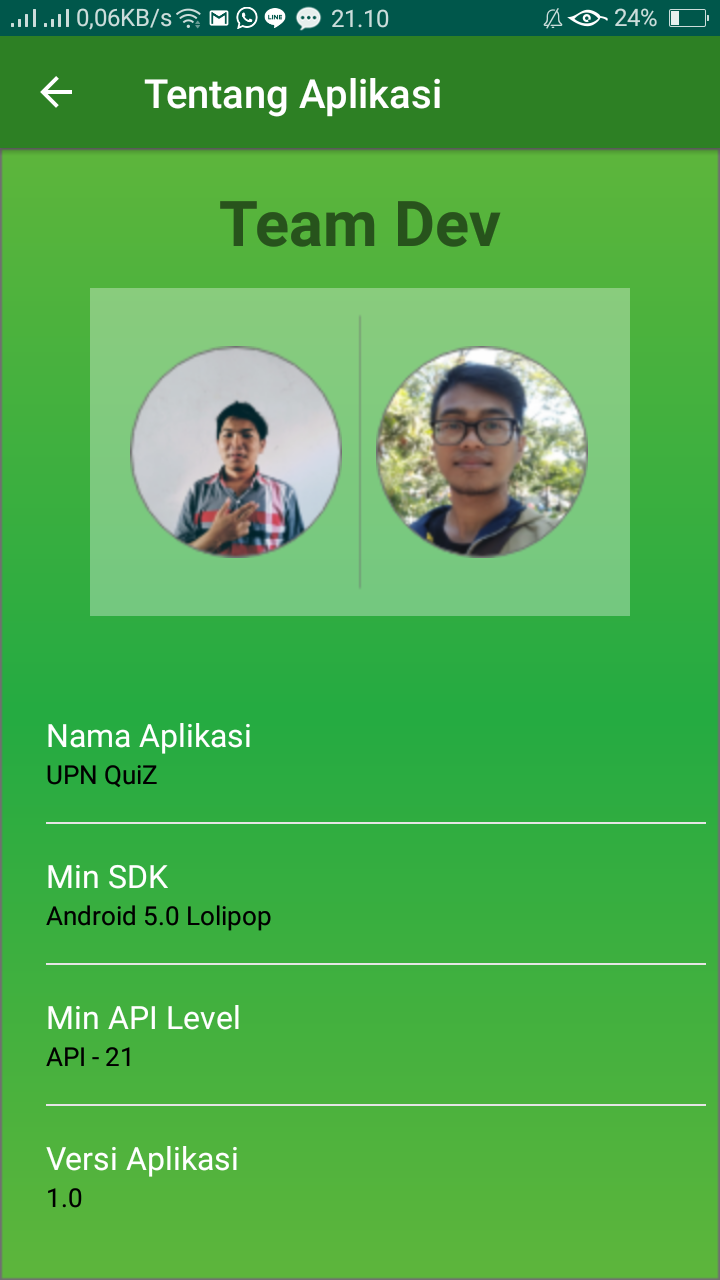 0,06KB/s LINE 21.10 24%
Tentang Aplikasi
Team Dev
Nama Aplikasi
UPN QuiZ
Min SDK
Android 5.0 Lolipop
Min API Level
API - 21
Versi Aplikasi
1.0